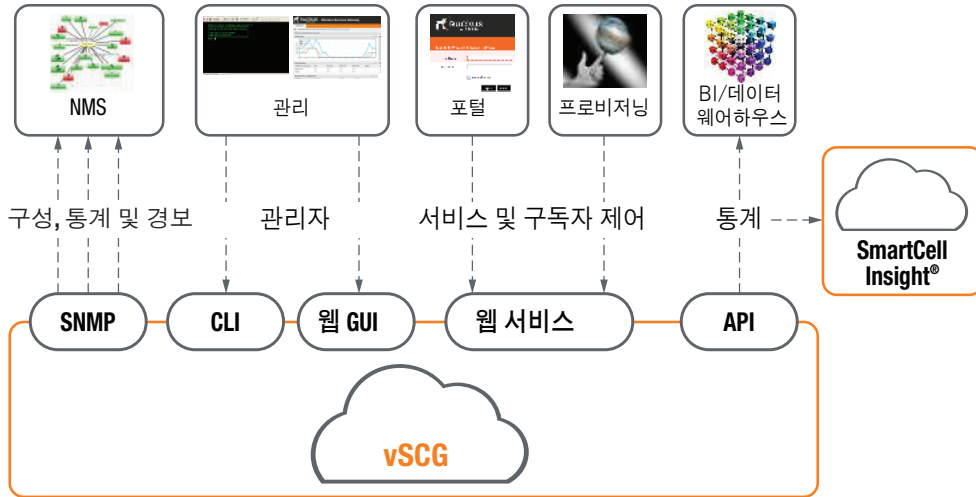 NMS
관리
포털
프로비저닝
BI/데이터
웨어하우스
구성, 통계 및 경보
관리자
서비스 및 구독자 제어
통계
SmartCell
Insight®
SNMP
CLI
웹 GUI
웹 서비스
API
vSCG